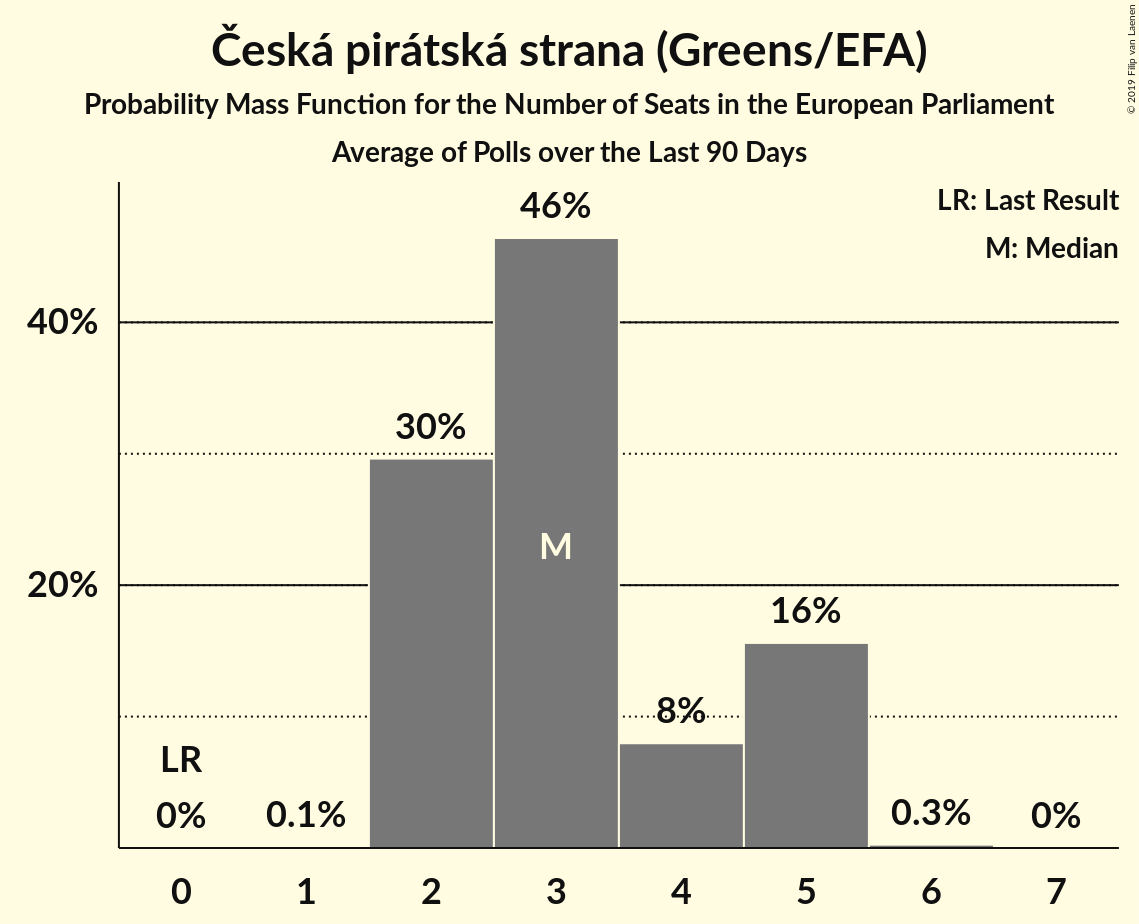 Česká pirátská strana (Greens/EFA)
Probability Mass Function for the Number of Seats in the European Parliament
Average of Polls over the Last 90 Days
© 2019 Filip van Laenen
LR: Last Result
M: Median
46%
40%
30%
M
20%
16%
8%
LR
0%
0.1%
0.3%
0%
0 1 2 3 4 5 6 7